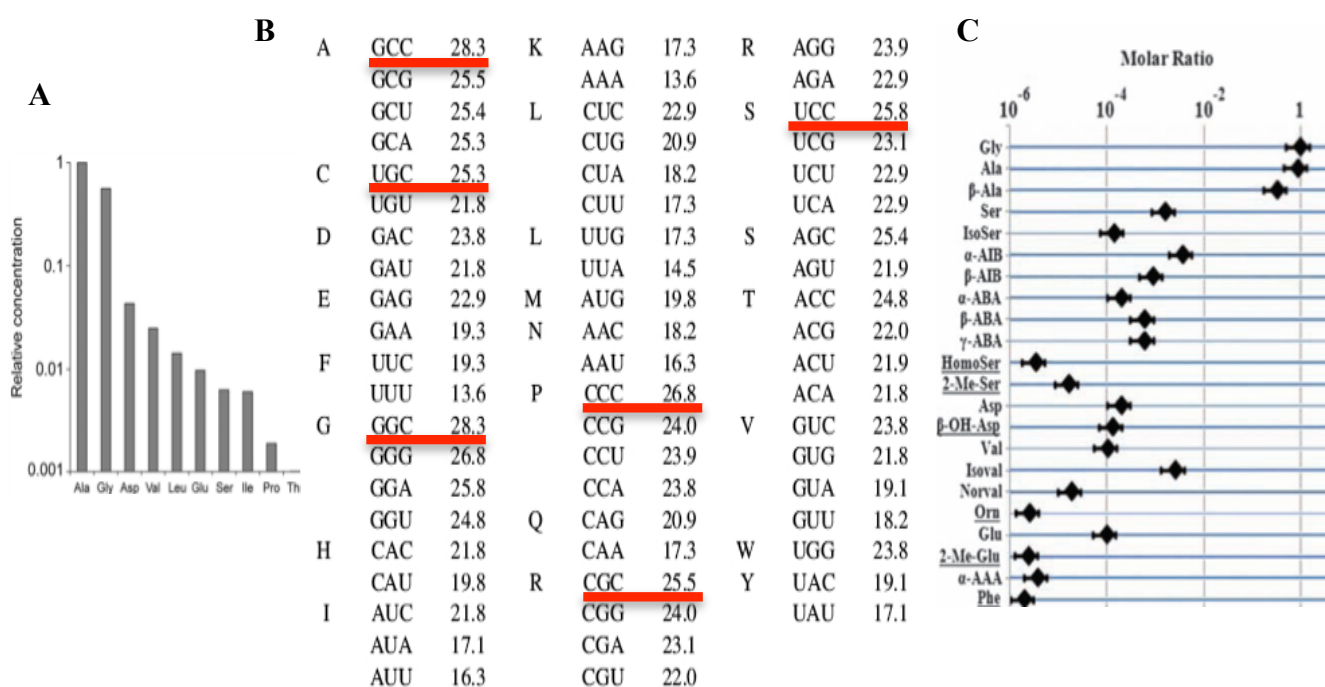 A
Relative concentration
1
0.1
0.01
0.001
Ala Gly Asp Val Leu Glu Ser Ile Pro Th
B
A GCC 28.3 K AAG 17.3 R AGG 23.9
GCG 25.5 AAA 13.6 AGA 22.9
GCU 25.4 L CUC 22.9 S UCC 25.8
GCA 25.3 CUG 20.9 UCG 23.1
C UGC 25.3 CUA 18.2 UCU 22.9
UGU 21.8 CUU 17.3 UCA 22.9
D GAC 23.8 L UUG 17.3 S AGC 25.4
GAU 21.8 UUA 14.5 AGU 21.9
E GAG 22.9 M AUG 19.8 T ACC 24.8
GAA 19.3 N AAC 18.2 ACG 22.0
F UUC 19.3 AAU 16.3 ACU 21.9
UUU 13.6 P CCC 26.8 ACA 21.8
G GGC 28.3 CCG 24.0 V GUC 23.8
GGG 26.8 CCU 23.9 GUG 21.8
GGA 25.8 CCA 23.8 GUA 19.1
GGU 24.8 Q CAG 20.9 GUU 18.2
H CAC 21.8 CAA 17.3 W UGG 23.8
CAU 19.8 R CGC 25.5 Y UAC 19.1
I AUC 21.8 CGG 24.0 UAU 17.1
AUA 17.1 CGA 23.1
AUU 16.3 CGU 22.0
C
Molar Ratio
10-6 10-4 10-2 1
Gly
Ala
β-Ala
Ser
IsoSer
α-AIB
β-AIB
α-ABA
β-ABA
γ-ABA
HomoSer
2-Me-Ser
Asp
β-OH-Asp
Val
Isoval
Norval
Orn
Glu
2-Me-Glu
α-AAA
Phe